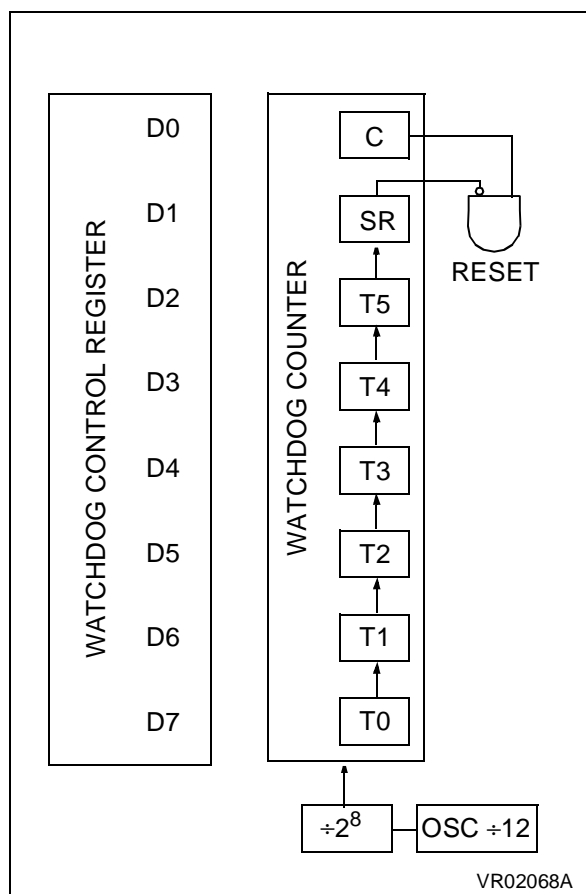 WATCHDOG CONTROL REGISTER
D0
D1
D2
D3
D4
D5
D6
D7
WATCHDOG COUNTER
C
SR
T5
T4
T3
T2
T1
T0
RESET
÷2⁸
OSC ÷12
VR02068A